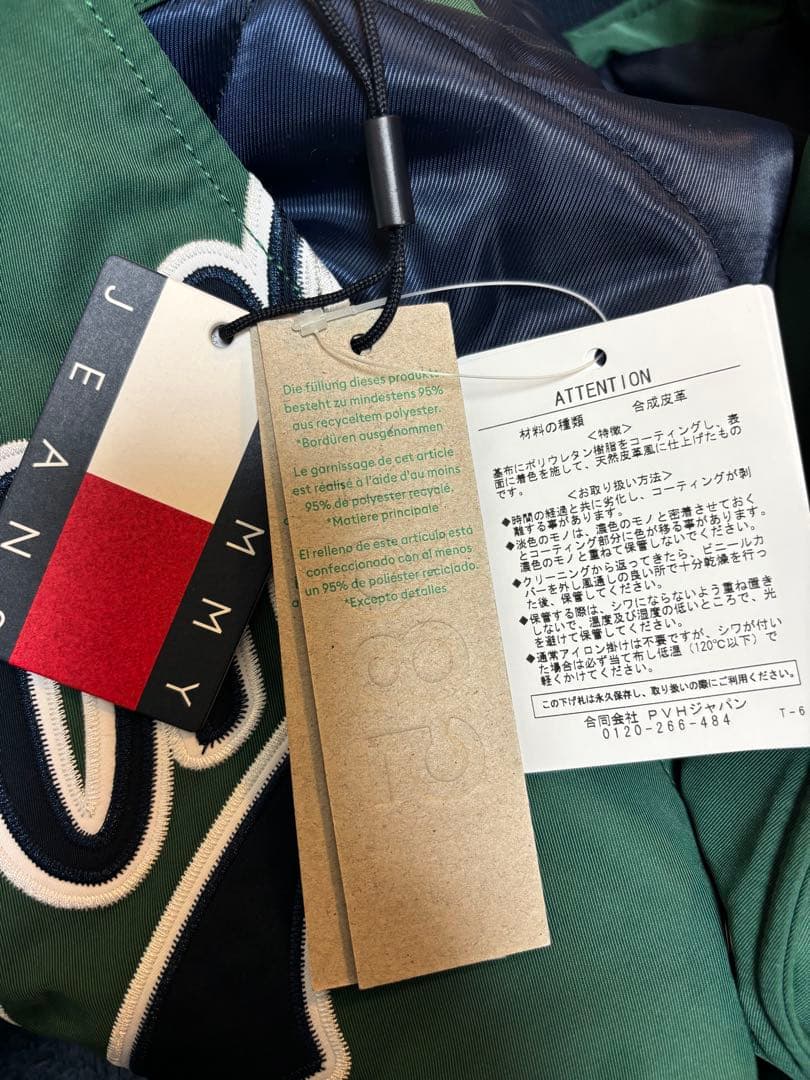 JEANS
MMY
Die füllung dieses produkts
besteht zu mindestens 95%
aus recyceltem polyester.
*Bordüren ausgenommen
Le garnissage de cet article
est réalisé à l'aide d'au moins
95% de polyester recyclé.
*Matière principale
El relleno de este artículo está
confeccionado con al menos
un 95% de poliéster reciclado.
*Excepto detalles
ATTENTION
材料の種類 合成皮革
<特徴>
基布にポリウレタン樹脂をコーティングし、表
面に着色を施して、天然皮革風に仕上げたもの
です。
<お取り扱い方法>
◆時間の経過と共に劣化し、コーティングが剥
離する事があります。
◆淡色のモノは、濃色のモノと密着させておく
とコーティング部分に色が移る事があります。
濃色のモノと重ねて保管しないでください。
◆クリーニングから返ってきたら、ビニールカ
バーを外し風通しの良い所で十分乾燥を行っ
た後、保管してください。
◆保管する際は、シワにならないよう重ね置き
しないで、温度及び湿度の低いところで、光
を避けて保管してください。
◆通常アイロン掛けは不要ですが、シワが付い
た場合は必ず当て布し低温(120℃以下)で
軽くかけてください。
この下げ札は永久保存し、取り扱いの際にご利用ください。
合同会社 PVHジャパン
0120-266-484
T-6